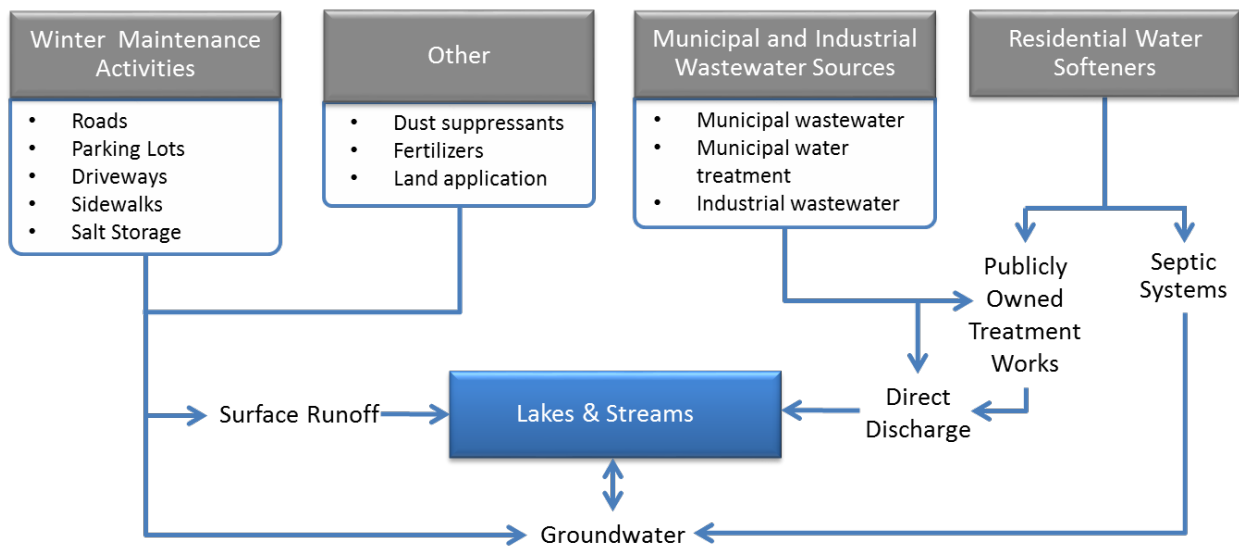 Winter Maintenance
Activities
• Roads
• Parking Lots
• Driveways
• Sidewalks
• Salt Storage
Other
• Dust suppressants
• Fertilizers
• Land application
Municipal and Industrial
Wastewater Sources
• Municipal wastewater
• Municipal water
treatment
• Industrial wastewater
Residential Water
Softeners
Publicly
Owned
Treatment
Works
Septic
Systems
Surface Runoff
Lakes & Streams
Direct
Discharge
Groundwater